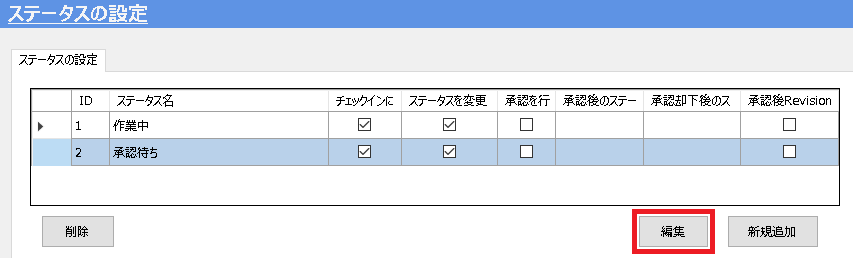 ステータスの設定
ステータスの設定
ID ステータス名 チェックインに ステータスを変更 承認を行 承認後のステー 承認却下後のス 承認後Revision
1 作業中
2 承認待ち
削除 編集 新規追加